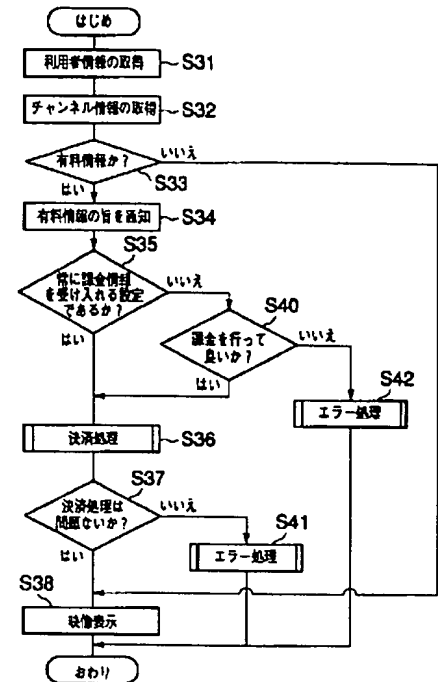 はじめ
利用者情報の取得
S31
チャンネル情報の取得
S32
有料情報か?
いいえ
S33
はい
有料情報の旨を通知
S34
S35
常に課金情報
を受け入れる設定
であるか?
いいえ
はい
S40
課金を行って
良いか?
いいえ
はい
S42
エラー処理
決済処理
S36
S37
決済処理は
問題ないか?
いいえ
はい
S41
エラー処理
S38
映像表示
おわり